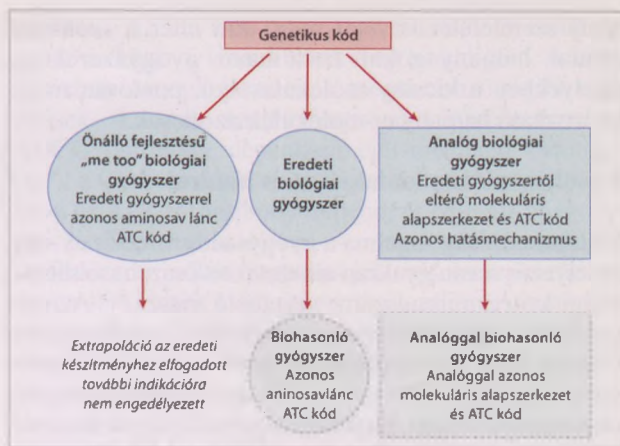 Genetikus kód
Önálló fejlesztésű
„me too” biológiai
gyógyszer
Eredeti gyógyszerrel
azonos aminosav lánc
ATC kód
Eredeti
biológiai
gyógyszer
Analóg biológiai
gyógyszer
Eredeti gyógyszertől
eltérő molekuláris
alapszerkezet és ATC kód
Azonos hatásmechanizmus
Extrapoláció az eredeti
készítményhez elfogadott
további indikációra
nem engedélyezett
Biohasonló
gyógyszer
Azonos
aninosavlánc
ATC kód
Analóggal biohasonló
gyógyszer
Analóggal azonos
molekuláris alapszerkezet
és ATC kód